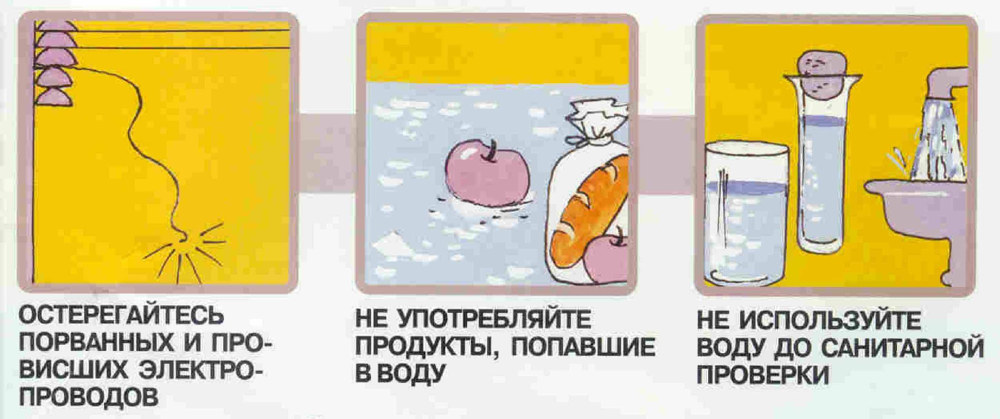 ОСТЕРЕГАЙТЕСЬ
ПОРВАННЫХ И ПРО-
ВИСШИХ ЭЛЕКТРО-
ПРОВОДОВ
НЕ УПОТРЕБЛЯЙТЕ
ПРОДУКТЫ, ПОПАВШИЕ
В ВОДУ
НЕ ИСПОЛЬЗУЙТЕ
ВОДУ ДО САНИТАРНОЙ
ПРОВЕРКИ